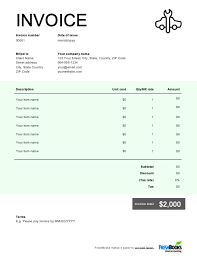 INVOICE
Invoice number Date of issue
00001 mm/dd/yyyy
Billed to Your company name
Client Name 123 Your Street, City, State, Country, ZIP Code
Street address 564-555-1234
City, State, Country your@email.com
ZIP Code yourwebsite.com
Description Unit cost Qty/HR rate Amount
Your item name $0 1 $0
Your item name $0 1 $0
Your item name $0 1 $0
Your item name $0 1 $0
Your item name $0 1 $0
Your item name $0 1 $0
Your item name $0 1 $0
Subtotal $0
Discount $0
(Tax rate) 0%
Tax $0
Invoice total $2,000
Terms
E.g. Please pay invoice by MM/DD/YYYY
FreshBooks